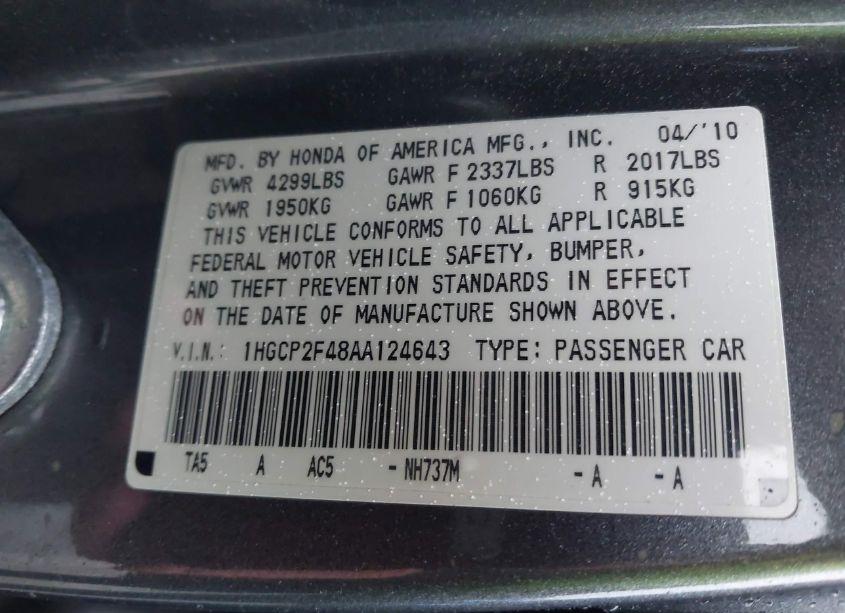 MFD. BY HONDA OF AMERICA MFG., INC. 04/'10
GVWR 4299LBS GAWR F 2337LBS R 2017LBS
GVWR 1950KG GAWR F 1060KG R 915KG
THIS VEHICLE CONFORMS TO ALL APPLICABLE
FEDERAL MOTOR VEHICLE SAFETY, BUMPER,
AND THEFT PREVENTION STANDARDS IN EFFECT
ON THE DATE OF MANUFACTURE SHOWN ABOVE.
V.I.N.: 1HGCP2F48AA124643 TYPE: PASSENGER CAR
TA5 A AC5 -NH737M -A -A